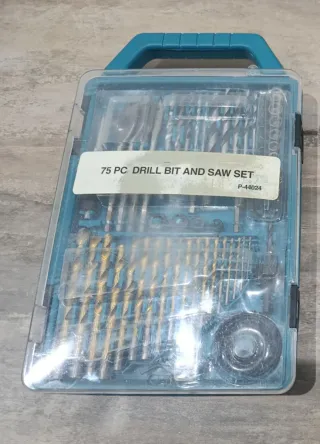 75 PC DRILL BIT AND SAW SET
P-44024